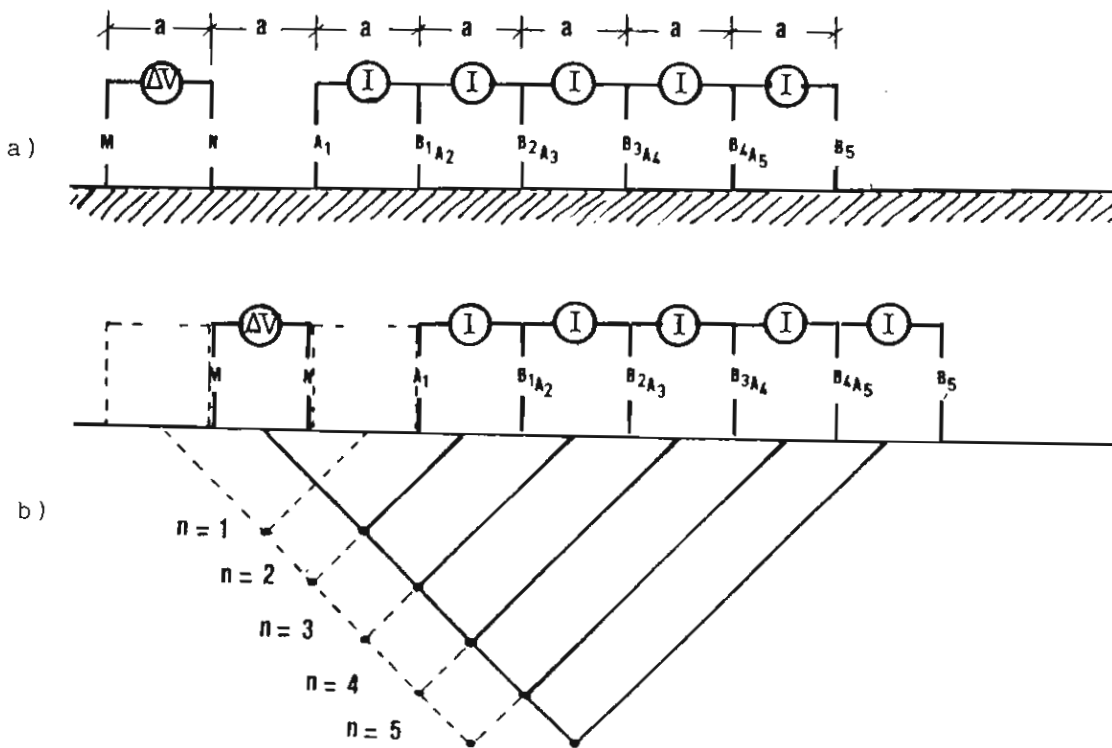 a a a a a a a
ΔV I I I I I
a) M N A1 B1A2 B2A3 B3A4 B4A5 B5
ΔV I I I I I
M N A1 B1A2 B2A3 B3A4 B4A5 B5
b)
n = 1
n = 2
n = 3
n = 4
n = 5